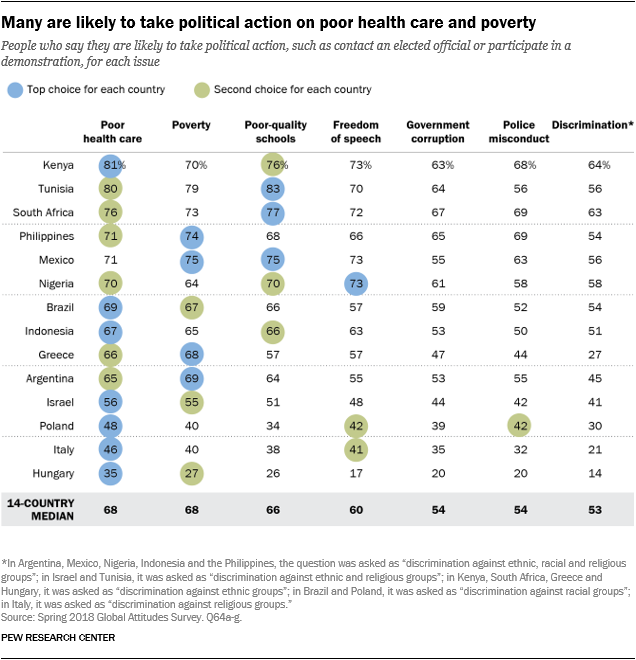 Many are likely to take political action on poor health care and poverty
People who say they are likely to take political action, such as contact an elected official or participate in a
demonstration, for each issue
Top choice for each country Second choice for each country
Poor health care Poverty Poor-quality schools Freedom of speech Government corruption Police misconduct Discrimination*
Kenya 81% 70% 76% 73% 63% 68% 64%
Tunisia 80 79 83 70 64 56 56
South Africa 76 73 77 72 67 69 63
Philippines 71 74 68 66 65 69 54
Mexico 71 75 75 73 55 63 56
Nigeria 70 64 70 73 61 58 58
Brazil 69 67 66 57 59 52 54
Indonesia 67 65 66 63 53 50 51
Greece 66 68 57 57 47 44 27
Argentina 65 69 64 55 53 55 45
Israel 56 55 51 48 44 42 41
Poland 48 40 34 42 39 42 30
Italy 46 40 38 41 35 32 21
Hungary 35 27 26 17 20 20 14
14-COUNTRY MEDIAN 68 68 66 60 54 54 53
*In Argentina, Mexico, Nigeria, Indonesia and the Philippines, the question was asked as “discrimination against ethnic, racial and religious
groups”; in Israel and Tunisia, it was asked as “discrimination against ethnic and religious groups”; in Kenya, South Africa, Greece and
Hungary, it was asked as “discrimination against ethnic groups”; in Brazil and Poland, it was asked as “discrimination against racial groups”;
in Italy, it was asked as “discrimination against religious groups.”
Source: Spring 2018 Global Attitudes Survey. Q64a-g.
PEW RESEARCH CENTER